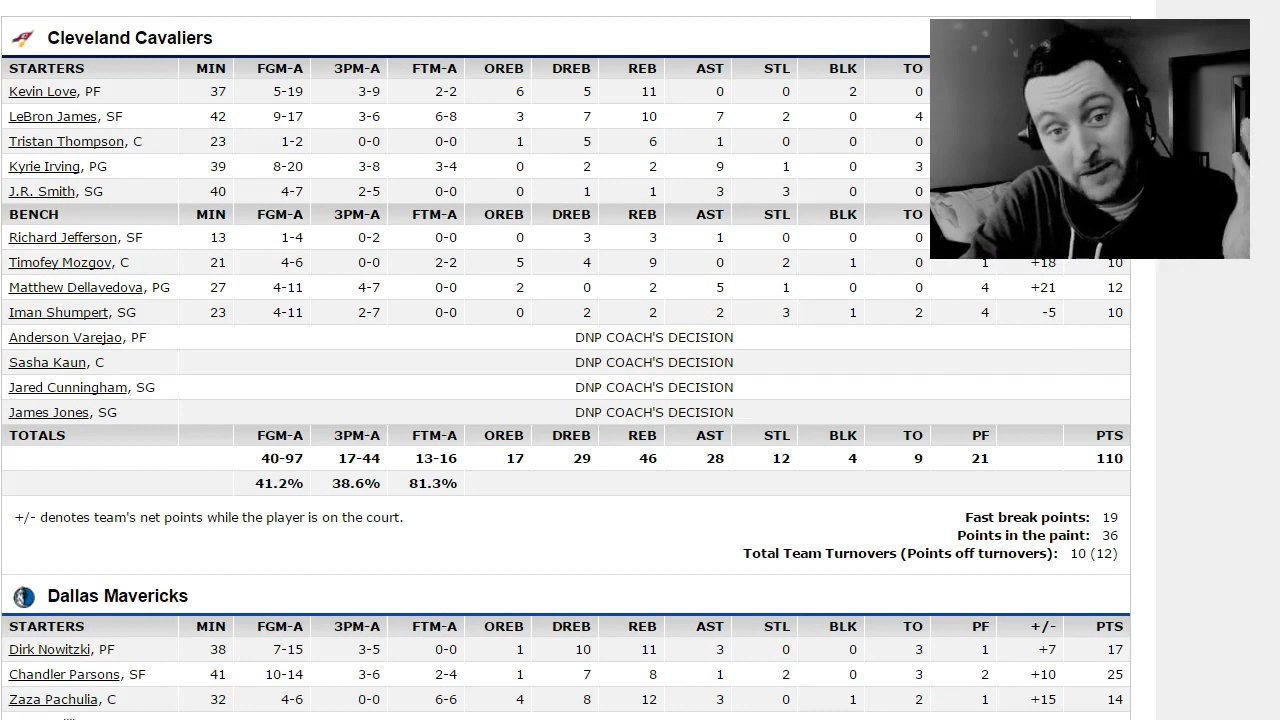 Cleveland Cavaliers
STARTERS MIN FGM-A 3PM-A FTM-A OREB DREB REB AST STL BLK TO
Kevin Love, PF 37 5-19 3-9 2-2 6 5 11 0 0 2 0
LeBron James, SF 42 9-17 3-6 6-8 3 7 10 7 2 0 4
Tristan Thompson, C 23 1-2 0-0 0-0 1 5 6 1 0 0 0
Kyrie Irving, PG 39 8-20 3-8 3-4 0 2 2 9 1 0 3
J.R. Smith, SG 40 4-7 2-5 0-0 0 1 1 3 3 0 0
BENCH MIN FGM-A 3PM-A FTM-A OREB DREB REB AST STL BLK TO
Richard Jefferson, SF 13 1-4 0-2 0-0 0 3 3 1 0 0 0
Timofey Mozgov, C 21 4-6 0-0 2-2 5 4 9 0 2 1 0 1 +18 10
Matthew Dellavedova, PG 27 4-11 4-7 0-0 2 0 2 5 1 0 0 4 +21 12
Iman Shumpert, SG 23 4-11 2-7 0-0 0 2 2 2 3 1 2 4 -5 10
Anderson Varejao, PF DNP COACH'S DECISION
Sasha Kaun, C DNP COACH'S DECISION
Jared Cunningham, SG DNP COACH'S DECISION
James Jones, SG DNP COACH'S DECISION
TOTALS FGM-A 3PM-A FTM-A OREB DREB REB AST STL BLK TO PF PTS
40-97 17-44 13-16 17 29 46 28 12 4 9 21 110
41.2% 38.6% 81.3%
+/- denotes team's net points while the player is on the court.
Fast break points: 19
Points in the paint: 36
Total Team Turnovers (Points off turnovers): 10 (12)
Dallas Mavericks
STARTERS MIN FGM-A 3PM-A FTM-A OREB DREB REB AST STL BLK TO PF +/- PTS
Dirk Nowitzki, PF 38 7-15 3-5 0-0 1 10 11 3 0 0 3 1 +7 17
Chandler Parsons, SF 41 10-14 3-6 2-4 1 7 8 1 2 0 3 2 +10 25
Zaza Pachulia, C 32 4-6 0-0 6-6 4 8 12 3 0 1 2 1 +15 14